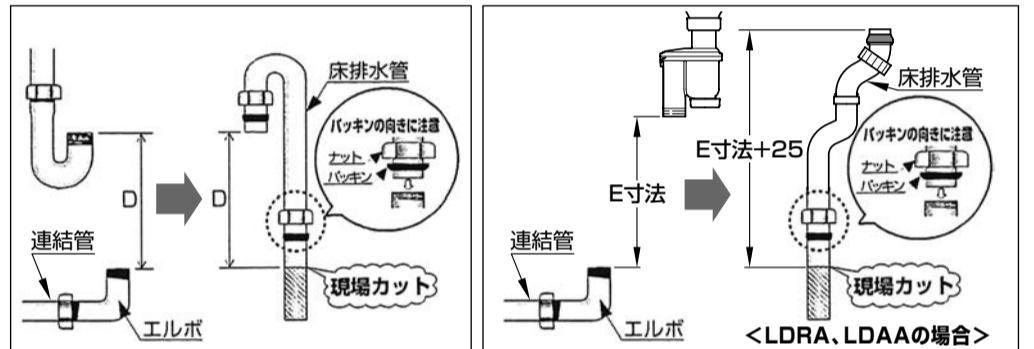 床排水管
パッキンの向きに注意
ナット
パッキン
D
D
連結管
現場カット
エルボ
床排水管
E寸法+25
パッキンの向きに注意
ナット
パッキン
E寸法
連結管
現場カット
エルボ
<LDRA、LDAAの場合>